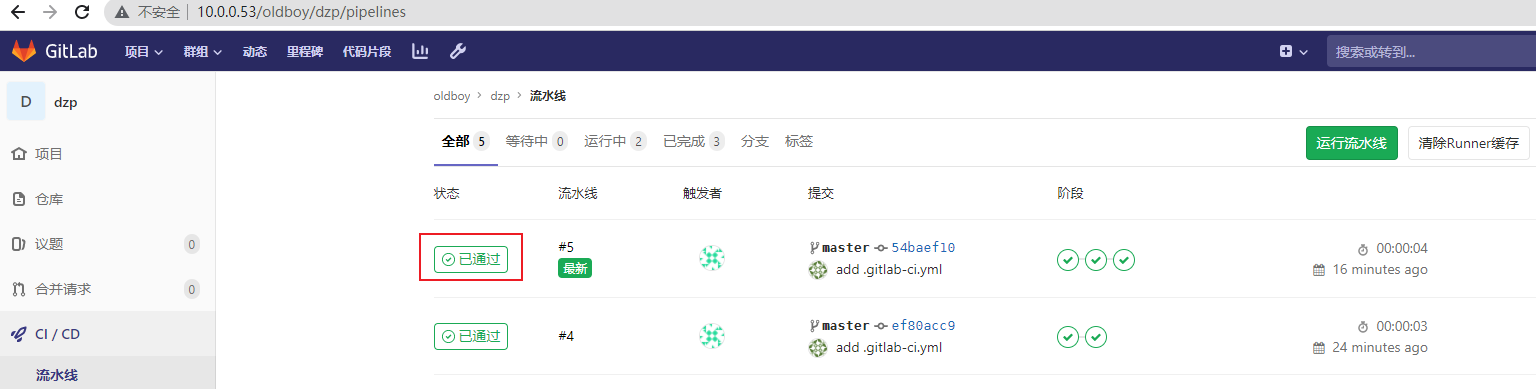 不安全 10.0.0.53/oldboy/dzp/pipelines
GitLab 项目 群组 动态 里程碑 代码片段 搜索或转到...
D dzp
oldboy > dzp > 流水线
全部 5 等待中 0 运行中 2 已完成 3 分支 标签 运行流水线 清除Runner缓存
项目
状态 流水线 触发者 提交 阶段
仓库
议题 0
#5 master 54baef10 00:00:04
已通过
最新 add .gitlab-ci.yml 16 minutes ago
合并请求 0
CI / CD
已通过 #4 master ef80acc9 00:00:03
add .gitlab-ci.yml 24 minutes ago
流水线